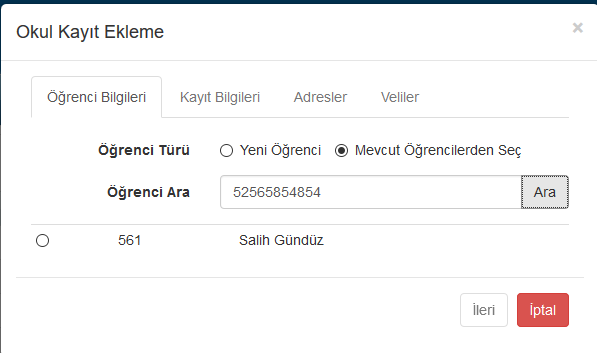 Okul Kayıt Ekleme ×
Öğrenci Bilgileri Kayıt Bilgileri Adresler Veliler
Öğrenci Türü Yeni Öğrenci Mevcut Öğrencilerden Seç
Öğrenci Ara 52565854854 Ara
561 Salih Gündüz
İleri İptal